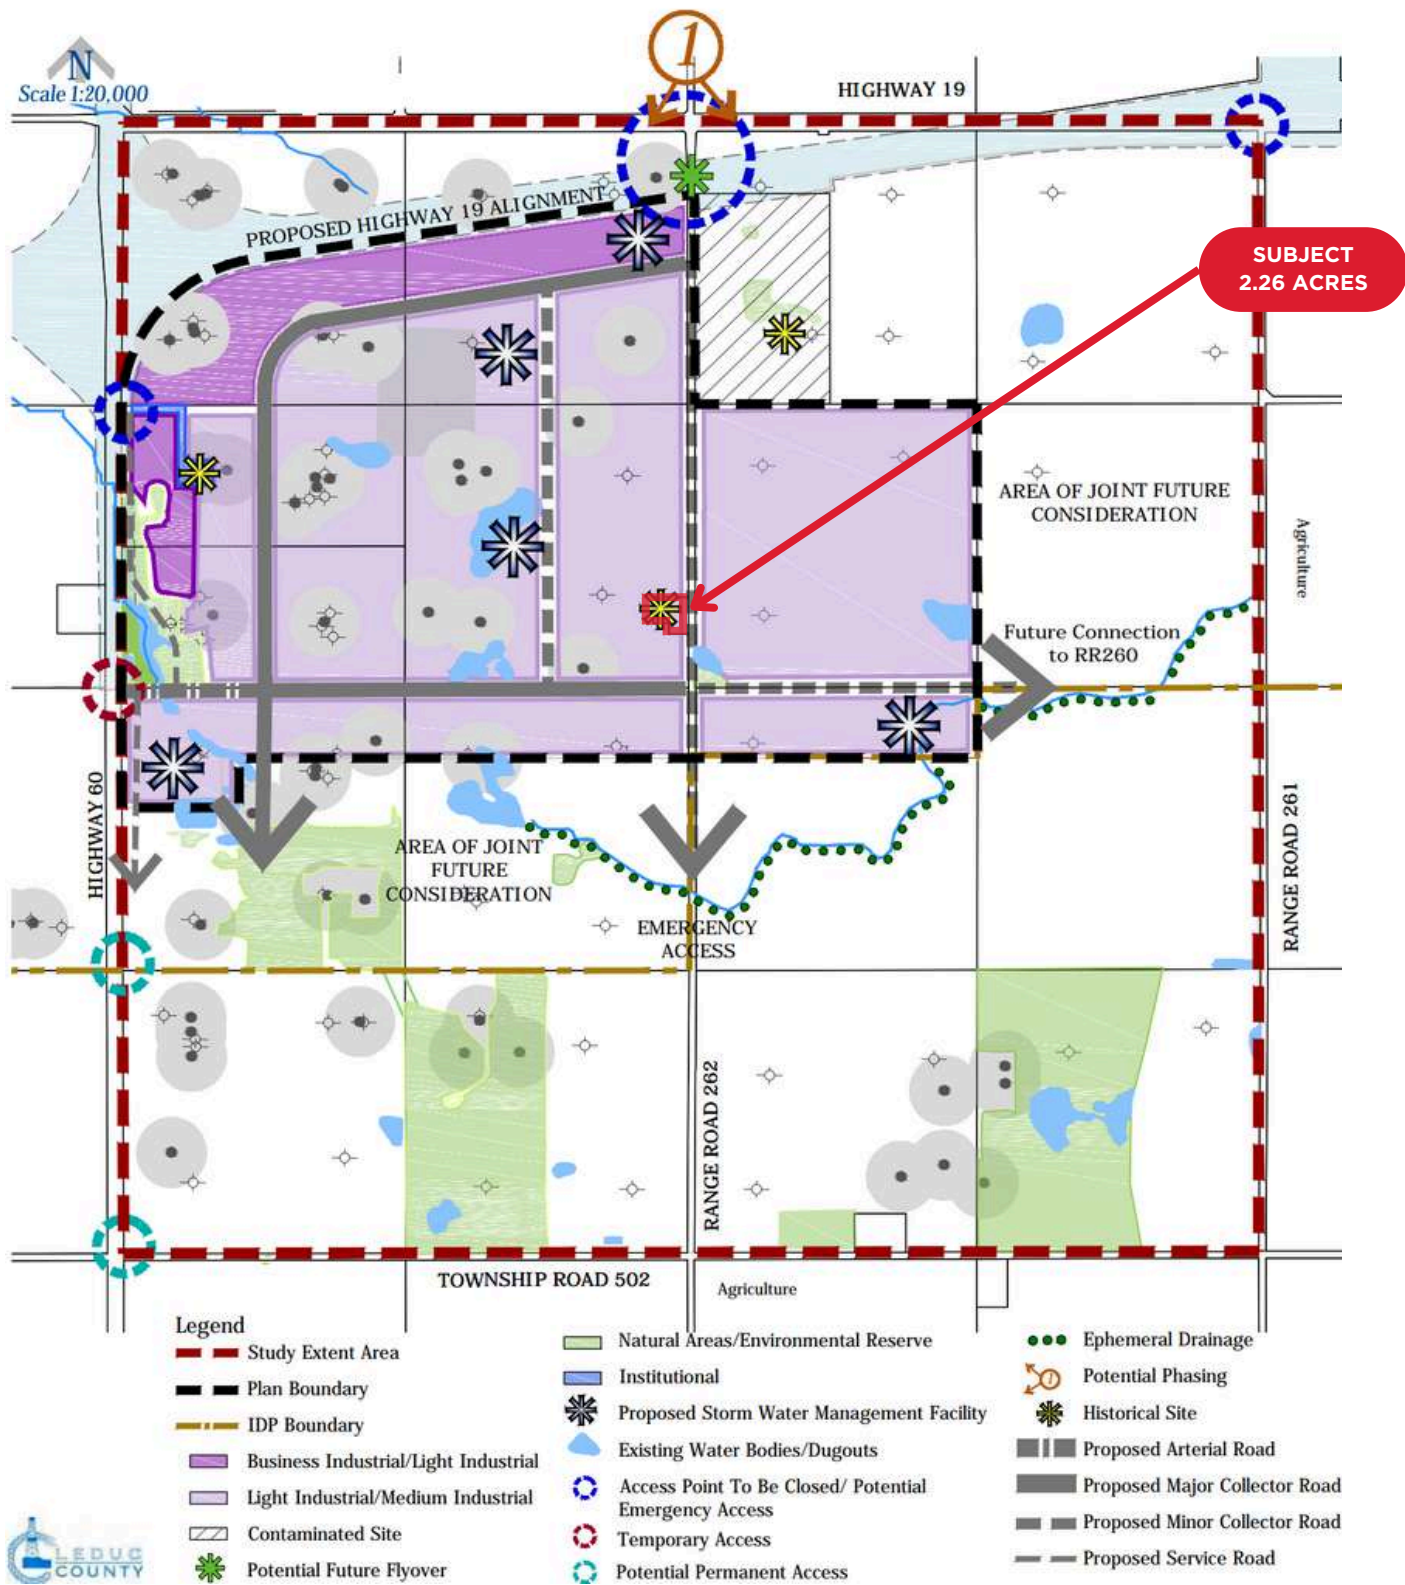 1
N
Scale 1:20,000
HIGHWAY 19
PROPOSED HIGHWAY 19 ALIGNMENT
SUBJECT
2.26 ACRES
AREA OF JOINT FUTURE
CONSIDERATION
Agriculture
Future Connection
to RR260
HIGHWAY 60
AREA OF JOINT
FUTURE
CONSIDERATION
EMERGENCY
ACCESS
RANGE ROAD 261
RANGE ROAD 262
TOWNSHIP ROAD 502
Agriculture
Legend
Study Extent Area
Plan Boundary
IDP Boundary
Business Industrial/Light Industrial
Light Industrial/Medium Industrial
Contaminated Site
Potential Future Flyover
Natural Areas/Environmental Reserve
Institutional
Proposed Storm Water Management Facility
Existing Water Bodies/Dugouts
Access Point To Be Closed/ Potential
Emergency Access
Temporary Access
Potential Permanent Access
Ephemeral Drainage
1
Potential Phasing
Historical Site
Proposed Arterial Road
Proposed Major Collector Road
Proposed Minor Collector Road
Proposed Service Road
LEDUC
COUNTY